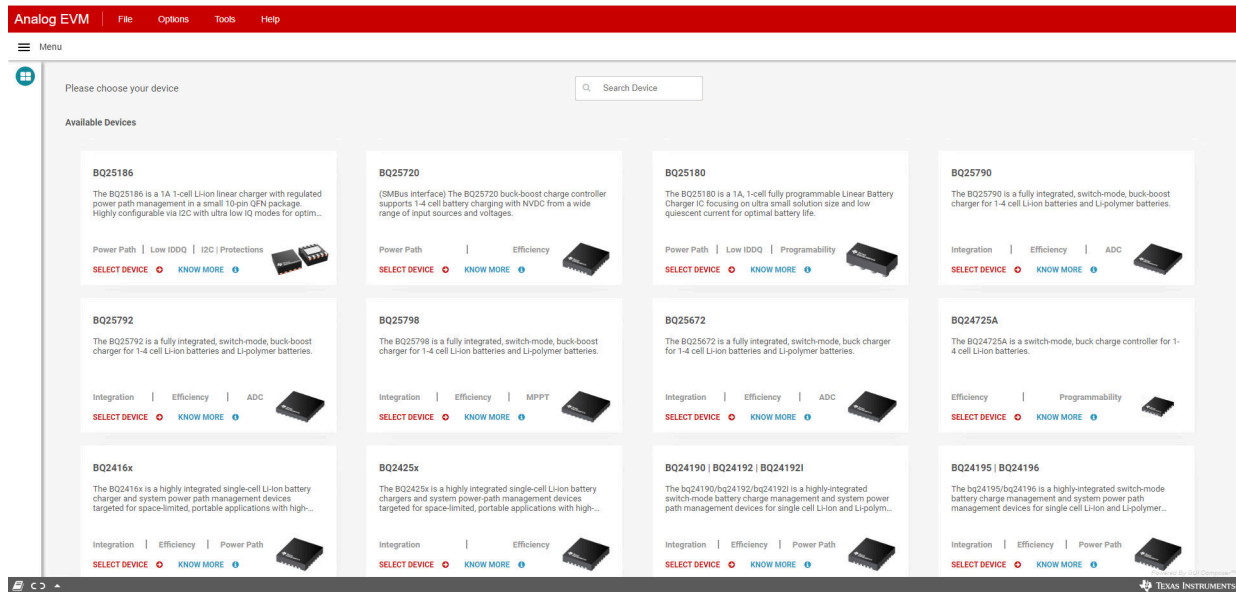 Analog EVM File Options Tools Help
Menu
Please choose your device
Search Device
Available Devices
BQ25186
The BQ25186 is a 1A 1-cell Li-ion linear charger with regulated
power path management in a small 10-pin QFN package.
Highly configurable via I2C with ultra low IQ modes for optim...
Power Path | Low IDDQ | I2C | Protections
SELECT DEVICE KNOW MORE
BQ25720
(SMBus interface) The BQ25720 buck-boost charge controller
supports 1-4 cell battery charging with NVDC from a wide
range of input sources and voltages.
Power Path | Efficiency
SELECT DEVICE KNOW MORE
BQ25180
The BQ25180 is a 1A, 1-cell fully programmable Linear Battery
Charger IC focusing on ultra small solution size and low
quiescent current for optimal battery life.
Power Path | Low IDDQ | Programability
SELECT DEVICE KNOW MORE
BQ25790
The BQ25790 is a fully integrated, switch-mode, buck-boost
charger for 1-4 cell Li-ion batteries and Li-polymer batteries.
Integration | Efficiency | ADC
SELECT DEVICE KNOW MORE
BQ25792
The BQ25792 is a fully integrated, switch-mode, buck-boost
charger for 1-4 cell Li-ion batteries and Li-polymer batteries.
Integration | Efficiency | ADC
SELECT DEVICE KNOW MORE
BQ25798
The BQ25798 is a fully integrated, switch-mode, buck-boost
charger for 1-4 cell Li-ion batteries and Li-polymer batteries.
Integration | Efficiency | MPPT
SELECT DEVICE KNOW MORE
BQ25672
The BQ25672 is a fully integrated, switch-mode, buck charger
for 1-4 cell Li-ion batteries and Li-polymer batteries.
Integration | Efficiency | ADC
SELECT DEVICE KNOW MORE
BQ24725A
The BQ24725A is a switch-mode, buck charge controller for 1-
4 cell Li-ion batteries.
Efficiency | Programmability
SELECT DEVICE KNOW MORE
BQ2416x
The BQ2416x is a highly integrated single-cell Li-Ion battery
charger and system power path management devices
targeted for space-limited, portable applications with high-...
Integration | Efficiency | Power Path
SELECT DEVICE KNOW MORE
BQ2425x
The BQ2425x is a highly integrated single-cell Li-Ion battery
chargers and system power-path management devices
targeted for space-limited, portable applications with high-...
Integration | Efficiency
SELECT DEVICE KNOW MORE
BQ24190 | BQ24192 | BQ24192I
The bq24190/bq24192/bq24192I is a highly-integrated
switch-mode battery charge management and system power
path management devices for single cell Li-Ion and Li-polym...
Integration | Efficiency | Power Path
SELECT DEVICE KNOW MORE
BQ24195 | BQ24196
The bq24195/bq24196 is a highly-integrated switch-mode
battery charge management and system power path
management devices for single cell Li-Ion and Li-polymer...
Integration | Efficiency | Power Path
SELECT DEVICE KNOW MORE
Powered By GUI Composer™
TEXAS INSTRUMENTS